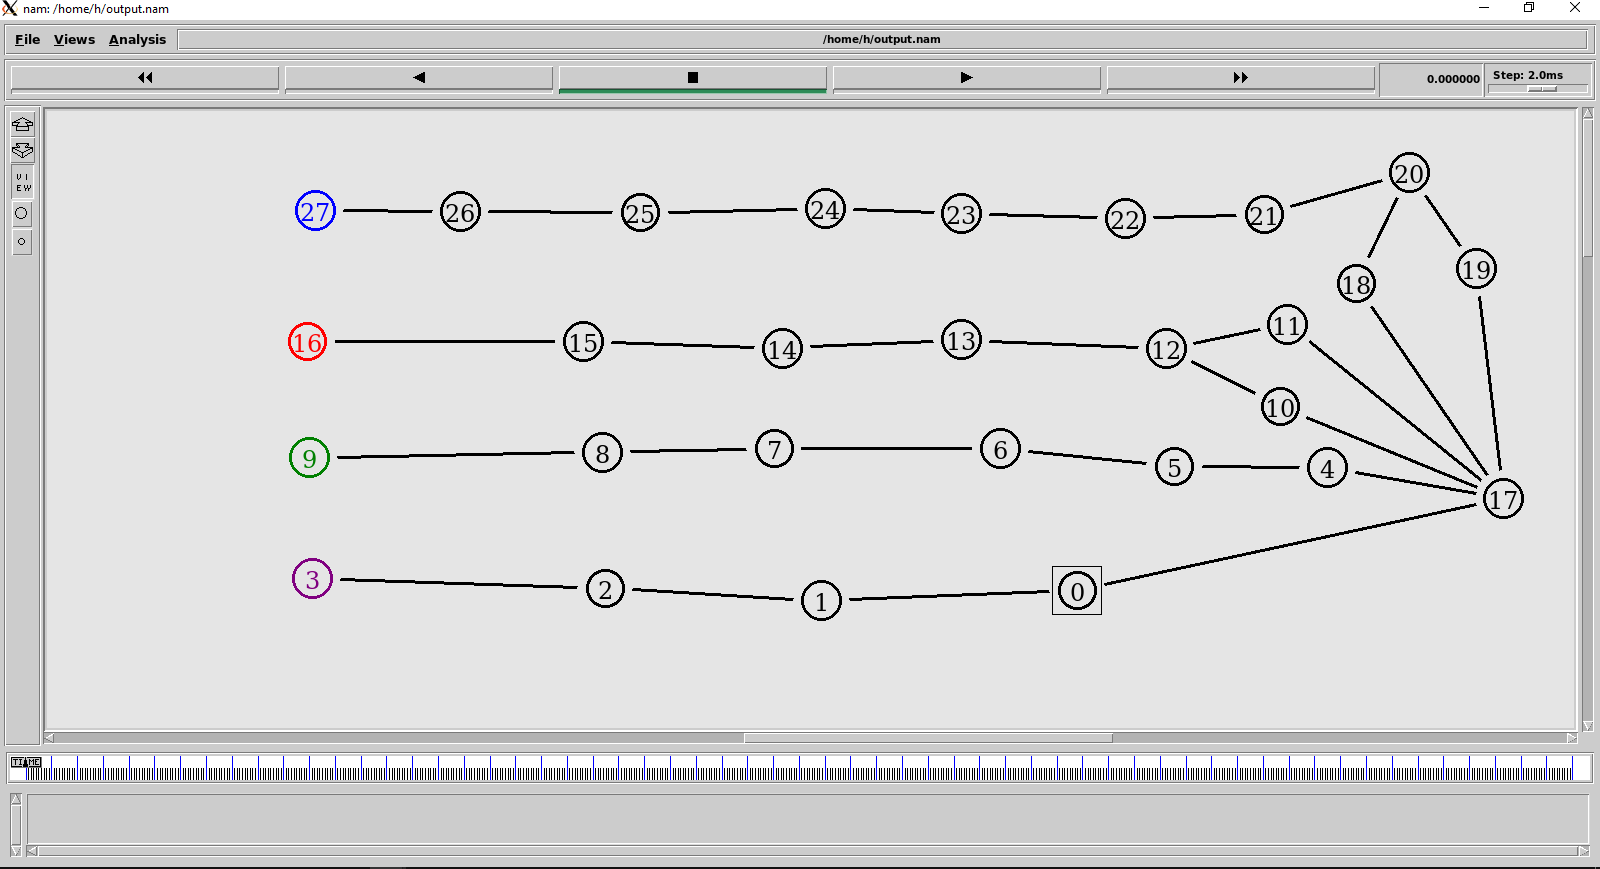 nam: /home/h/output.nam
File Views Analysis /home/h/output.nam
0.000000 Step: 2.0ms
VIEW
20
27 26 25 24 23 22 21
19
18
11
16 15 14 13 12
10
9 8 7 6 5 4
17
3 2 1 0
TIME